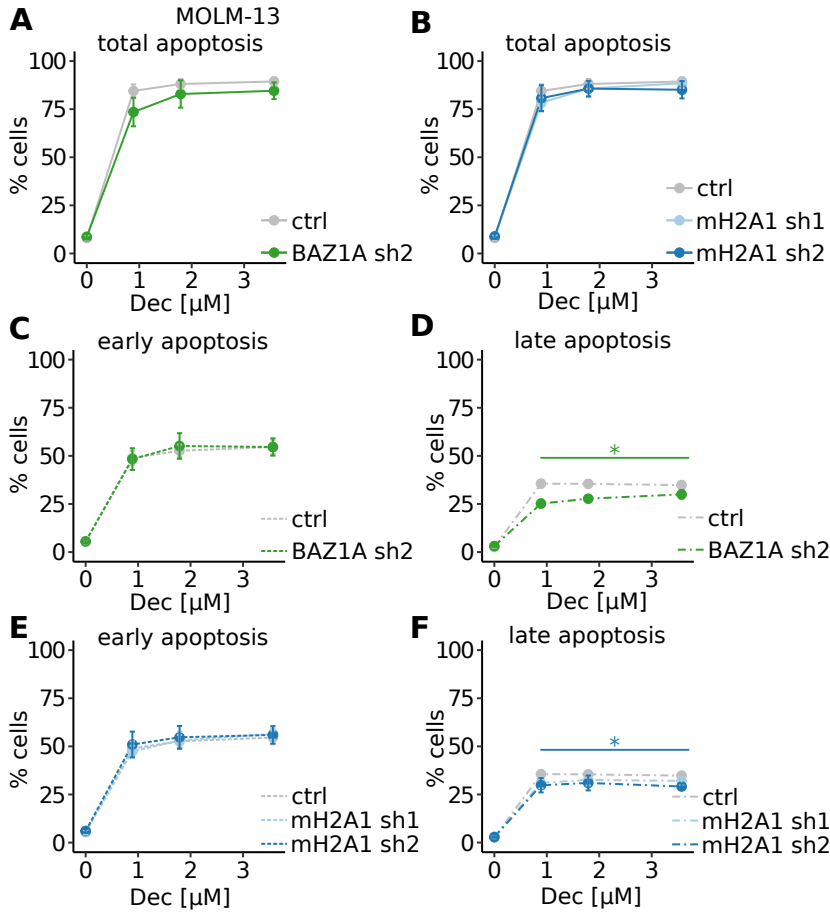 A
MOLM-13
total apoptosis
100
75
50
25
0
% cells
ctrl
BAZ1A sh2
0 1 2 3
Dec [µM]
B
total apoptosis
100
75
50
25
0
% cells
ctrl
mH2A1 sh1
mH2A1 sh2
0 1 2 3
Dec [µM]
C
early apoptosis
100
75
50
25
0
% cells
ctrl
BAZ1A sh2
0 1 2 3
Dec [µM]
D
late apoptosis
100
75
50
25
0
% cells
*
ctrl
BAZ1A sh2
0 1 2 3
Dec [µM]
E
early apoptosis
100
75
50
25
0
% cells
ctrl
mH2A1 sh1
mH2A1 sh2
0 1 2 3
Dec [µM]
F
late apoptosis
100
75
50
25
0
% cells
*
ctrl
mH2A1 sh1
mH2A1 sh2
0 1 2 3
Dec [µM]